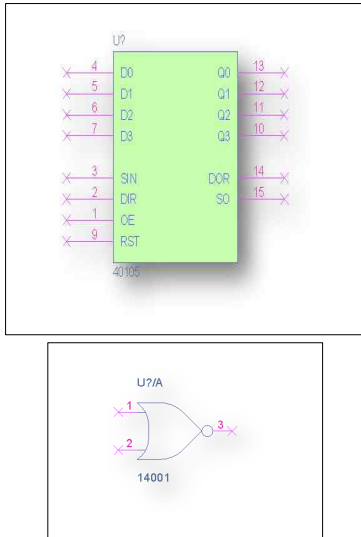 U?
4 D0 Q0 13
5 D1 Q1 12
6 D2 Q2 11
7 D3 Q3 10
3 SIN DOR 14
2 DIR SO 15
1 OE
9 RST
40105
U?/A
1
3
2
14001